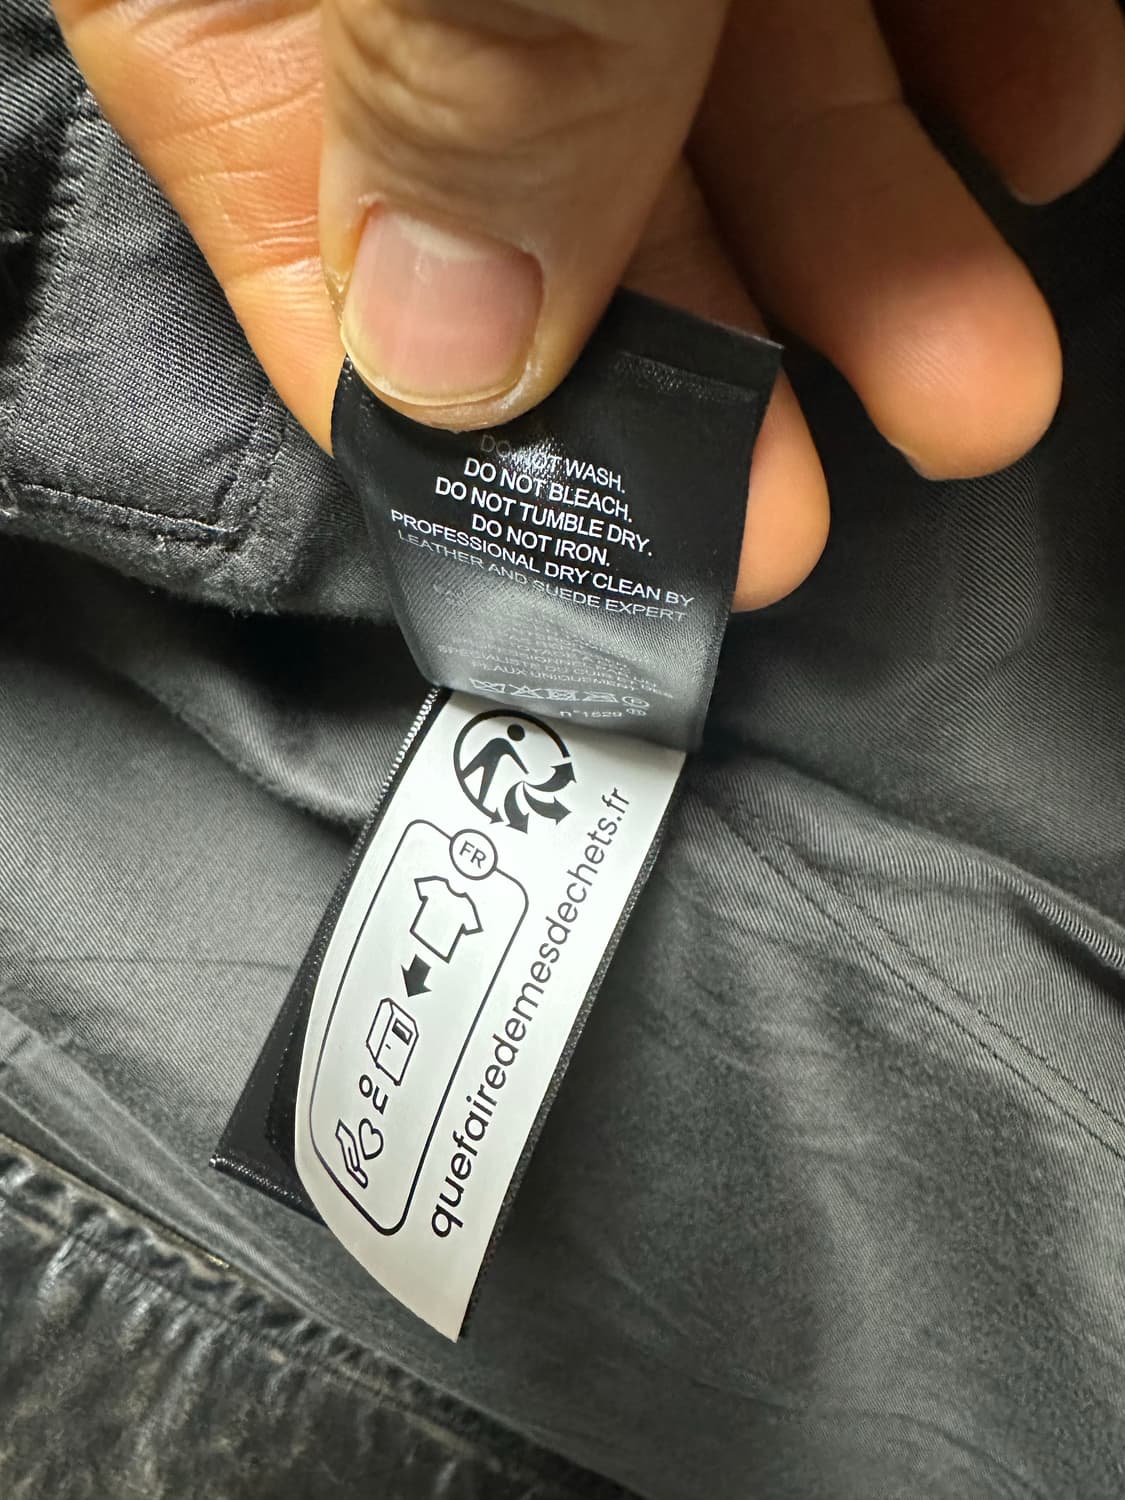 DO NOT WASH.
DO NOT BLEACH.
DO NOT TUMBLE DRY.
DO NOT IRON.
PROFESSIONAL DRY CLEAN BY
LEATHER AND SUEDE EXPERT
n°1529
FR
quefairedemesdechets.fr